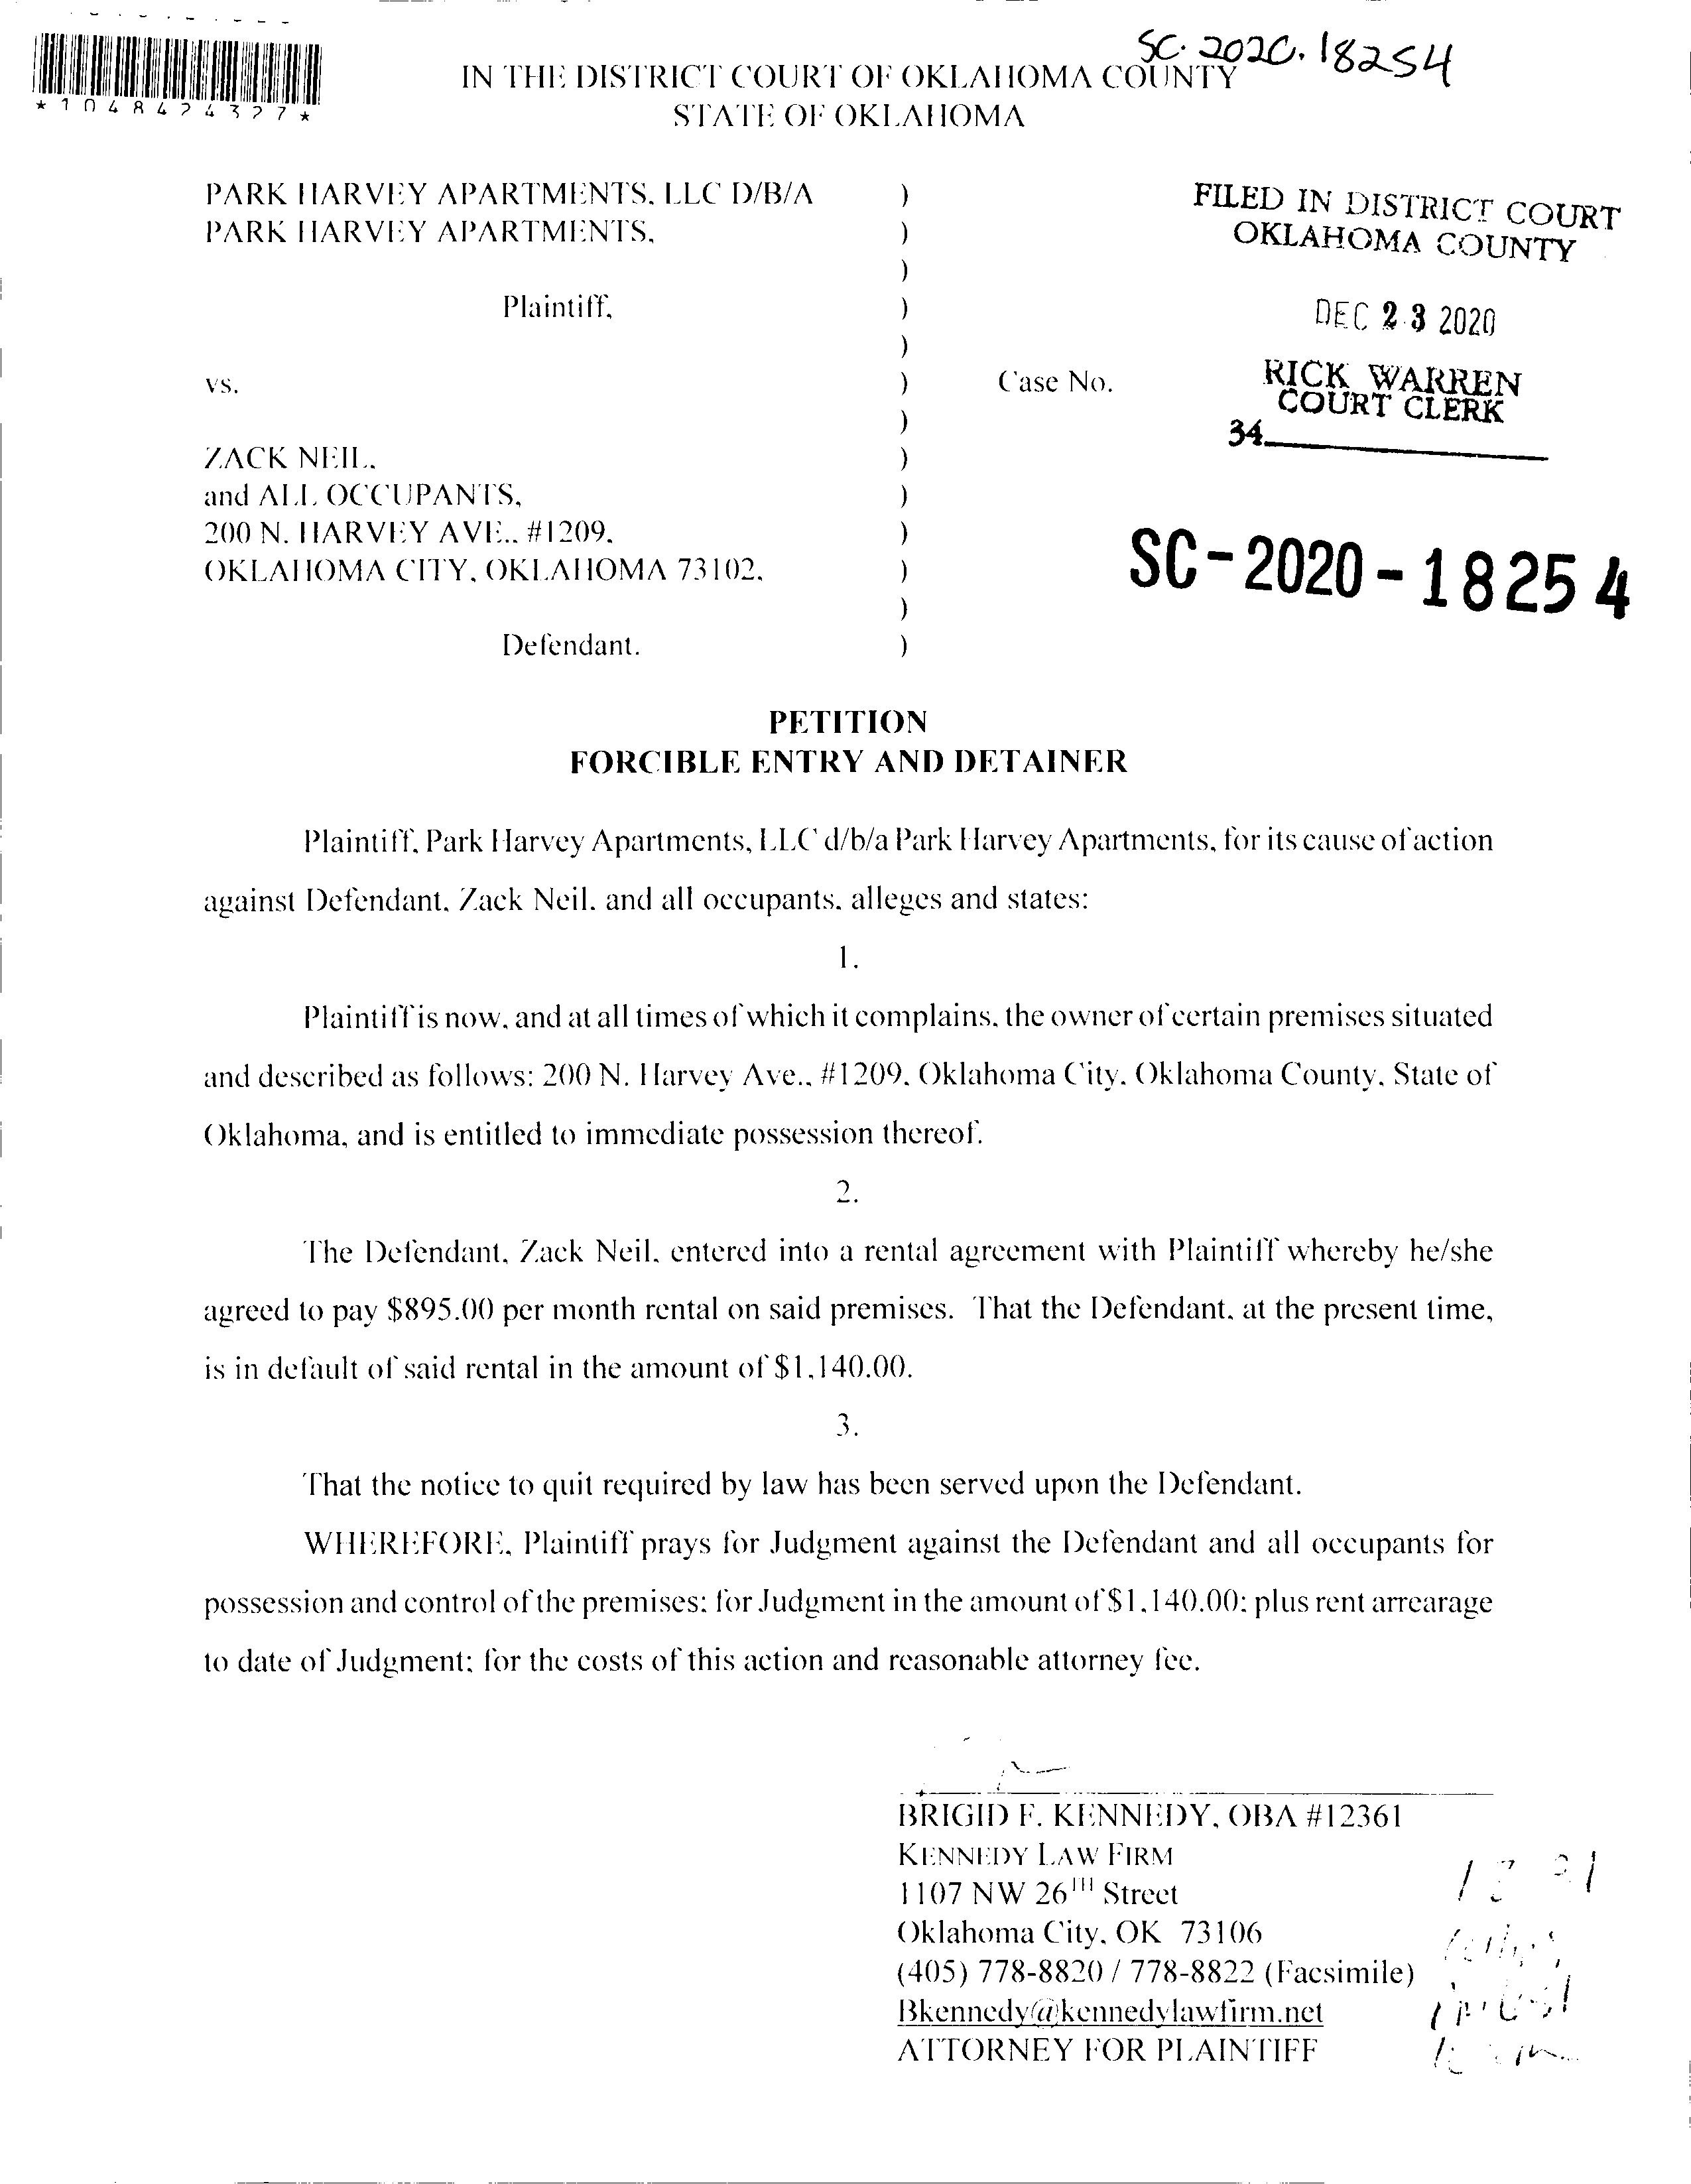 SC. 2020. 18254
*1048424327*
IN THE DISTRICT COURT OF OKLAHOMA COUNTY
STATE OF OKLAHOMA
PARK HARVEY APARTMENTS, LLC D/B/A )
PARK HARVEY APARTMENTS, )
)
Plaintiff, )
)
vs. ) Case No.
)
ZACK NEIL, )
and ALL OCCUPANTS, )
200 N. HARVEY AVE., #1209, )
OKLAHOMA CITY, OKLAHOMA 73102, )
)
Defendant. )
FILED IN DISTRICT COURT
OKLAHOMA COUNTY
DEC 23 2020
RICK WARREN
COURT CLERK
34
SC-2020-18254
PETITION
FORCIBLE ENTRY AND DETAINER
Plaintiff, Park Harvey Apartments, LLC d/b/a Park Harvey Apartments, for its cause of action
against Defendant, Zack Neil, and all occupants, alleges and states:
1.
Plaintiff is now, and at all times of which it complains, the owner of certain premises situated
and described as follows: 200 N. Harvey Ave., #1209, Oklahoma City, Oklahoma County, State of
Oklahoma, and is entitled to immediate possession thereof.
2.
The Defendant, Zack Neil, entered into a rental agreement with Plaintiff whereby he/she
agreed to pay $895.00 per month rental on said premises. That the Defendant, at the present time,
is in default of said rental in the amount of $1,140.00.
3.
That the notice to quit required by law has been served upon the Defendant.
WHEREFORE, Plaintiff prays for Judgment against the Defendant and all occupants for
possession and control of the premises; for Judgment in the amount of $1,140.00; plus rent arrearage
to date of Judgment; for the costs of this action and reasonable attorney fee.
BRIGID F. KENNEDY, OBA #12361
KENNEDY LAW FIRM
1107 NW 26TH Street
Oklahoma City, OK 73106
(405) 778-8820 / 778-8822 (Facsimile)
Bkennedy@kennedylawfirm.net
ATTORNEY FOR PLAINTIFF